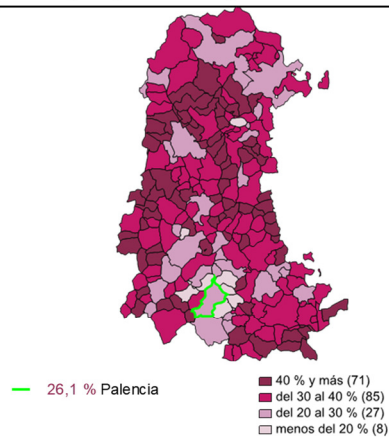 26,1 % Palencia
40 % y más (71)
del 30 al 40 % (85)
del 20 al 30 % (27)
menos del 20 % (8)